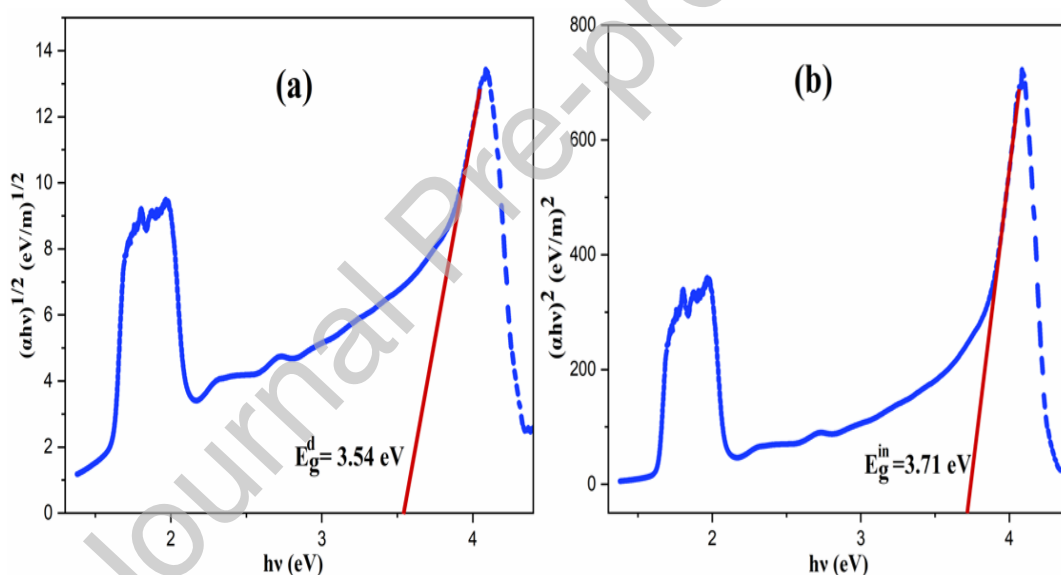 Journal Pre-pro
(a)
(αhν)^1/2 (eV/m)^1/2
14
12
10
8
6
4
2
0
E_g^d= 3.54 eV
2
3
4
hν (eV)
(b)
(αhν)^2 (eV/m)^2
800
600
400
200
0
E_g^in=3.71 eV
2
3
4
hν (eV)